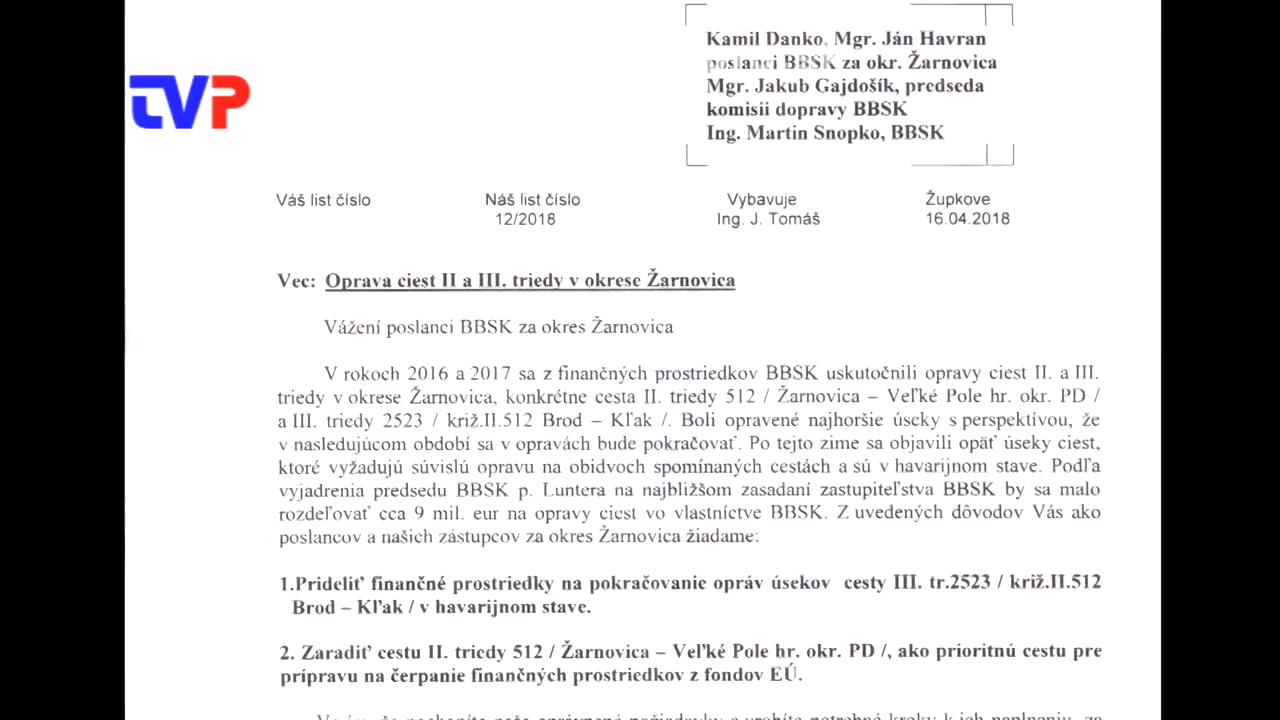 Kamil Danko, Mgr. Ján Havran
poslanci BBSK za okr. Žarnovica
Mgr. Jakub Gajdošík, predseda
komisii dopravy BBSK
Ing. Martin Snopko, BBSK
TVP
Váš list číslo Náš list číslo Vybavuje Župkove
12/2018 Ing. J. Tomáš 16.04.2018
Vec: Oprava ciest II a III. triedy v okrese Žarnovica
Vážení poslanci BBSK za okres Žarnovica
V rokoch 2016 a 2017 sa z finančných prostriedkov BBSK uskutočnili opravy ciest II. a III.
triedy v okrese Žarnovica, konkrétne cesta II. triedy 512 / Žarnovica – Veľké Pole hr. okr. PD /
a III. triedy 2523 / križ.II.512 Brod – Kľak /. Boli opravené najhoršie úseky s perspektívou, že
v nasledujúcom období sa v opravách bude pokračovať. Po tejto zime sa objavili opäť úseky ciest,
ktoré vyžadujú súvislú opravu na obidvoch spomínaných cestách a sú v havarijnom stave. Podľa
vyjadrenia predsedu BBSK p. Luntera na najbližšom zasadaní zastupiteľstva BBSK by sa malo
rozdeľovať cca 9 mil. eur na opravy ciest vo vlastníctve BBSK. Z uvedených dôvodov Vás ako
poslancov a našich zástupcov za okres Žarnovica žiadame:
1.Prideliť finančné prostriedky na pokračovanie opráv úsekov cesty III. tr.2523 / križ.II.512
Brod – Kľak / v havarijnom stave.
2. Zaradiť cestu II. triedy 512 / Žarnovica – Veľké Pole hr. okr. PD /, ako prioritnú cestu pre
prípravu na čerpanie finančných prostriedkov z fondov EÚ.